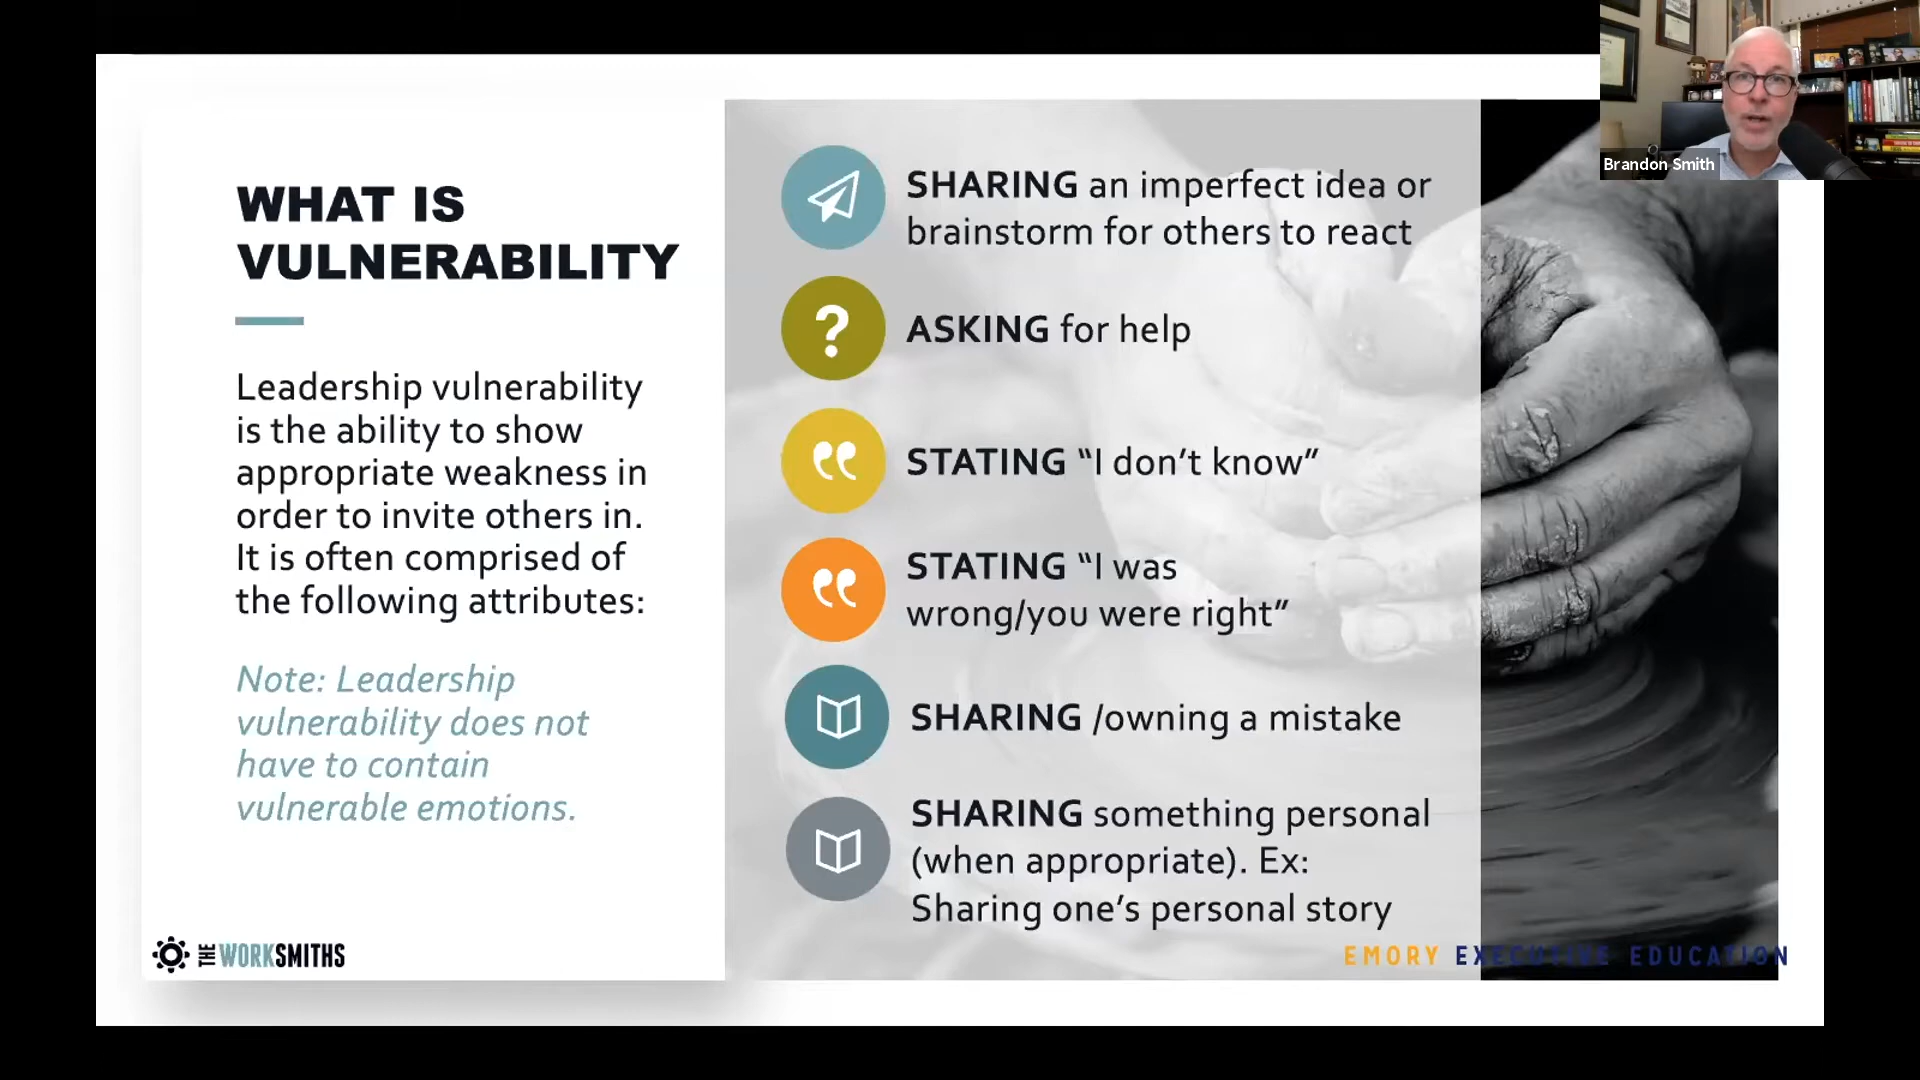 WHAT IS
VULNERABILITY
Leadership vulnerability
is the ability to show
appropriate weakness in
order to invite others in.
It is often comprised of
the following attributes:
Note: Leadership
vulnerability does not
have to contain
vulnerable emotions.
THE WORKSMITHS
SHARING an imperfect idea or
brainstorm for others to react
?
ASKING for help
STATING “I don’t know”
STATING “I was
wrong/you were right”
SHARING /owning a mistake
SHARING something personal
(when appropriate). Ex:
Sharing one’s personal story
EMORY EXECUTIVE EDUCATION
Brandon Smith